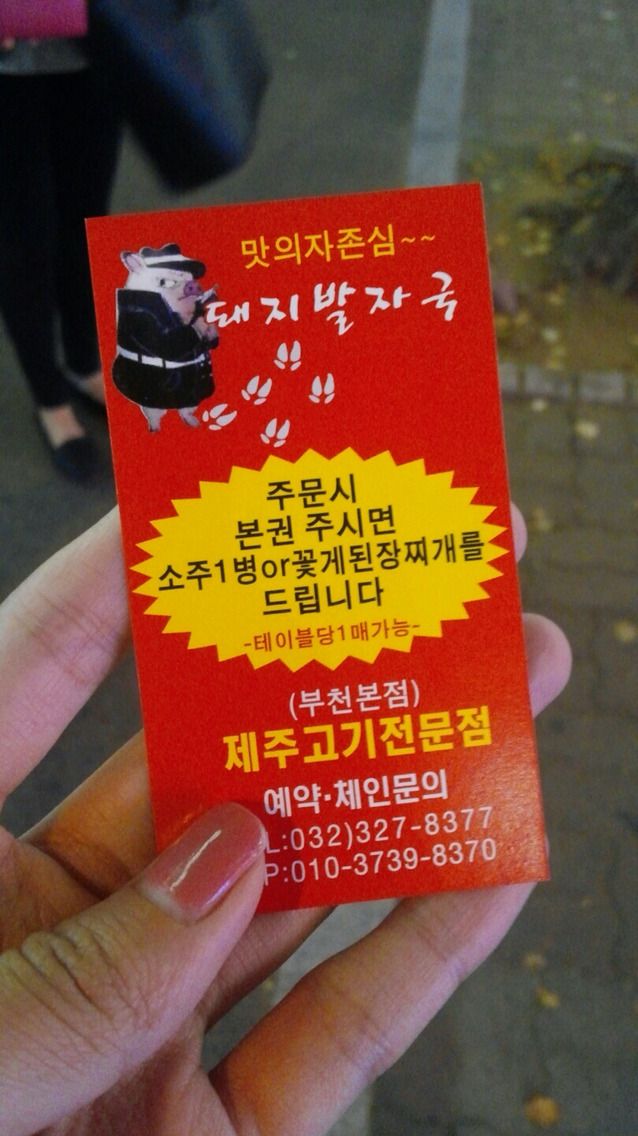 맛의자존심~~
돼지발자국
주문시
본권 주시면
소주1병or꽃게된장찌개를
드립니다
-테이블당1매가능-
(부천본점)
제주고기전문점
예약·체인문의
L:032)327-8377
P:010-3739-8370